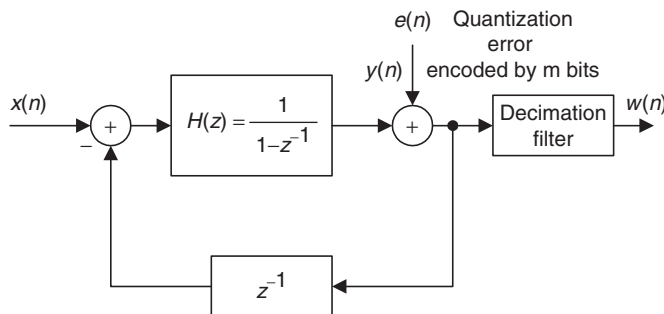 e(n) Quantization
error
y(n) encoded by m bits
x(n)
+
−
H(z) = 1 / 1−z⁻¹
+
Decimation
filter
w(n)
z⁻¹